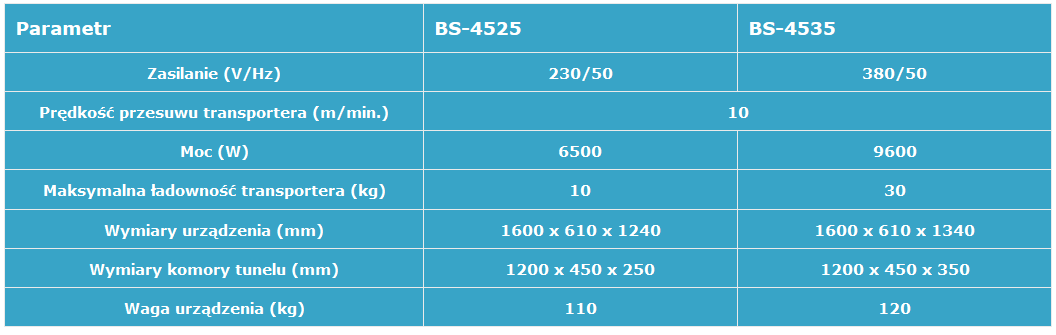 Parametr BS-4525 BS-4535
Zasilanie (V/Hz) 230/50 380/50
Prędkość przesuwu transportera (m/min.) 10
Moc (W) 6500 9600
Maksymalna ładowność transportera (kg) 10 30
Wymiary urządzenia (mm) 1600 x 610 x 1240 1600 x 610 x 1340
Wymiary komory tunelu (mm) 1200 x 450 x 250 1200 x 450 x 350
Waga urządzenia (kg) 110 120